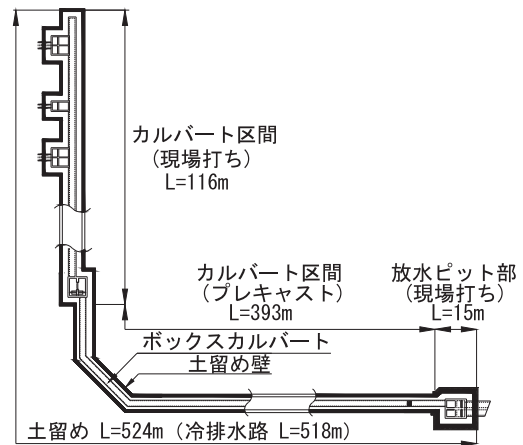 カルバート区間
(現場打ち)
L=116m
カルバート区間
(プレキャスト)
L=393m
放水ピット部
(現場打ち)
L=15m
ボックスカルバート
土留め壁
土留め L=524m(冷排水路 L=518m)